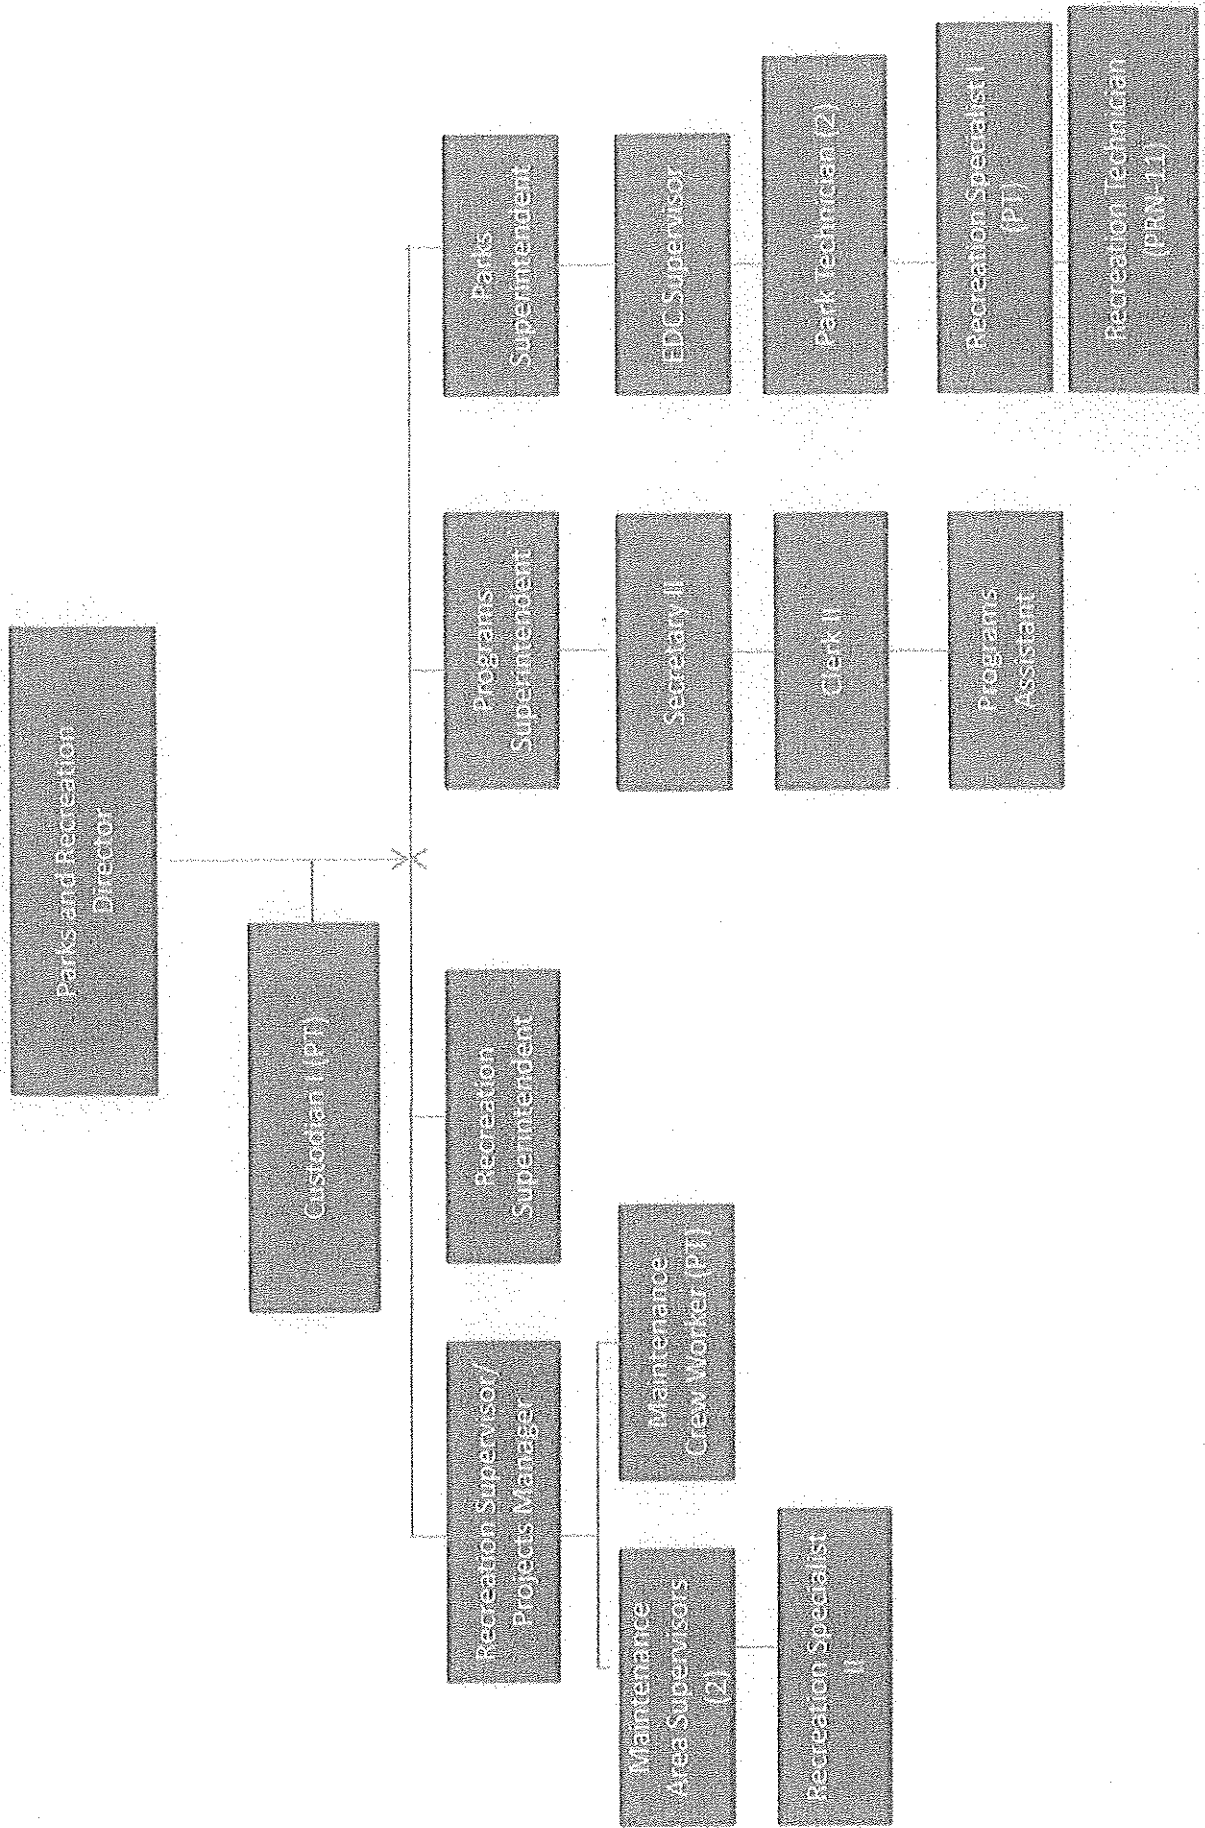 Parks and Recreation
Director
Custodian I (PT)
Recreation Supervisor/
Projects Manager
Recreation
Superintendent
Programs
Superintendent
Parks
Superintendent
Maintenance
Area Supervisors
(2)
Maintenance
Crew Worker (PT)
Secretary II
EDC Supervisor
Recreation Specialist
II
Clerk II
Park Technician (2)
Programs
Assistant
Recreation Specialist I
(PT)
Recreation Technician
(PRN-11)